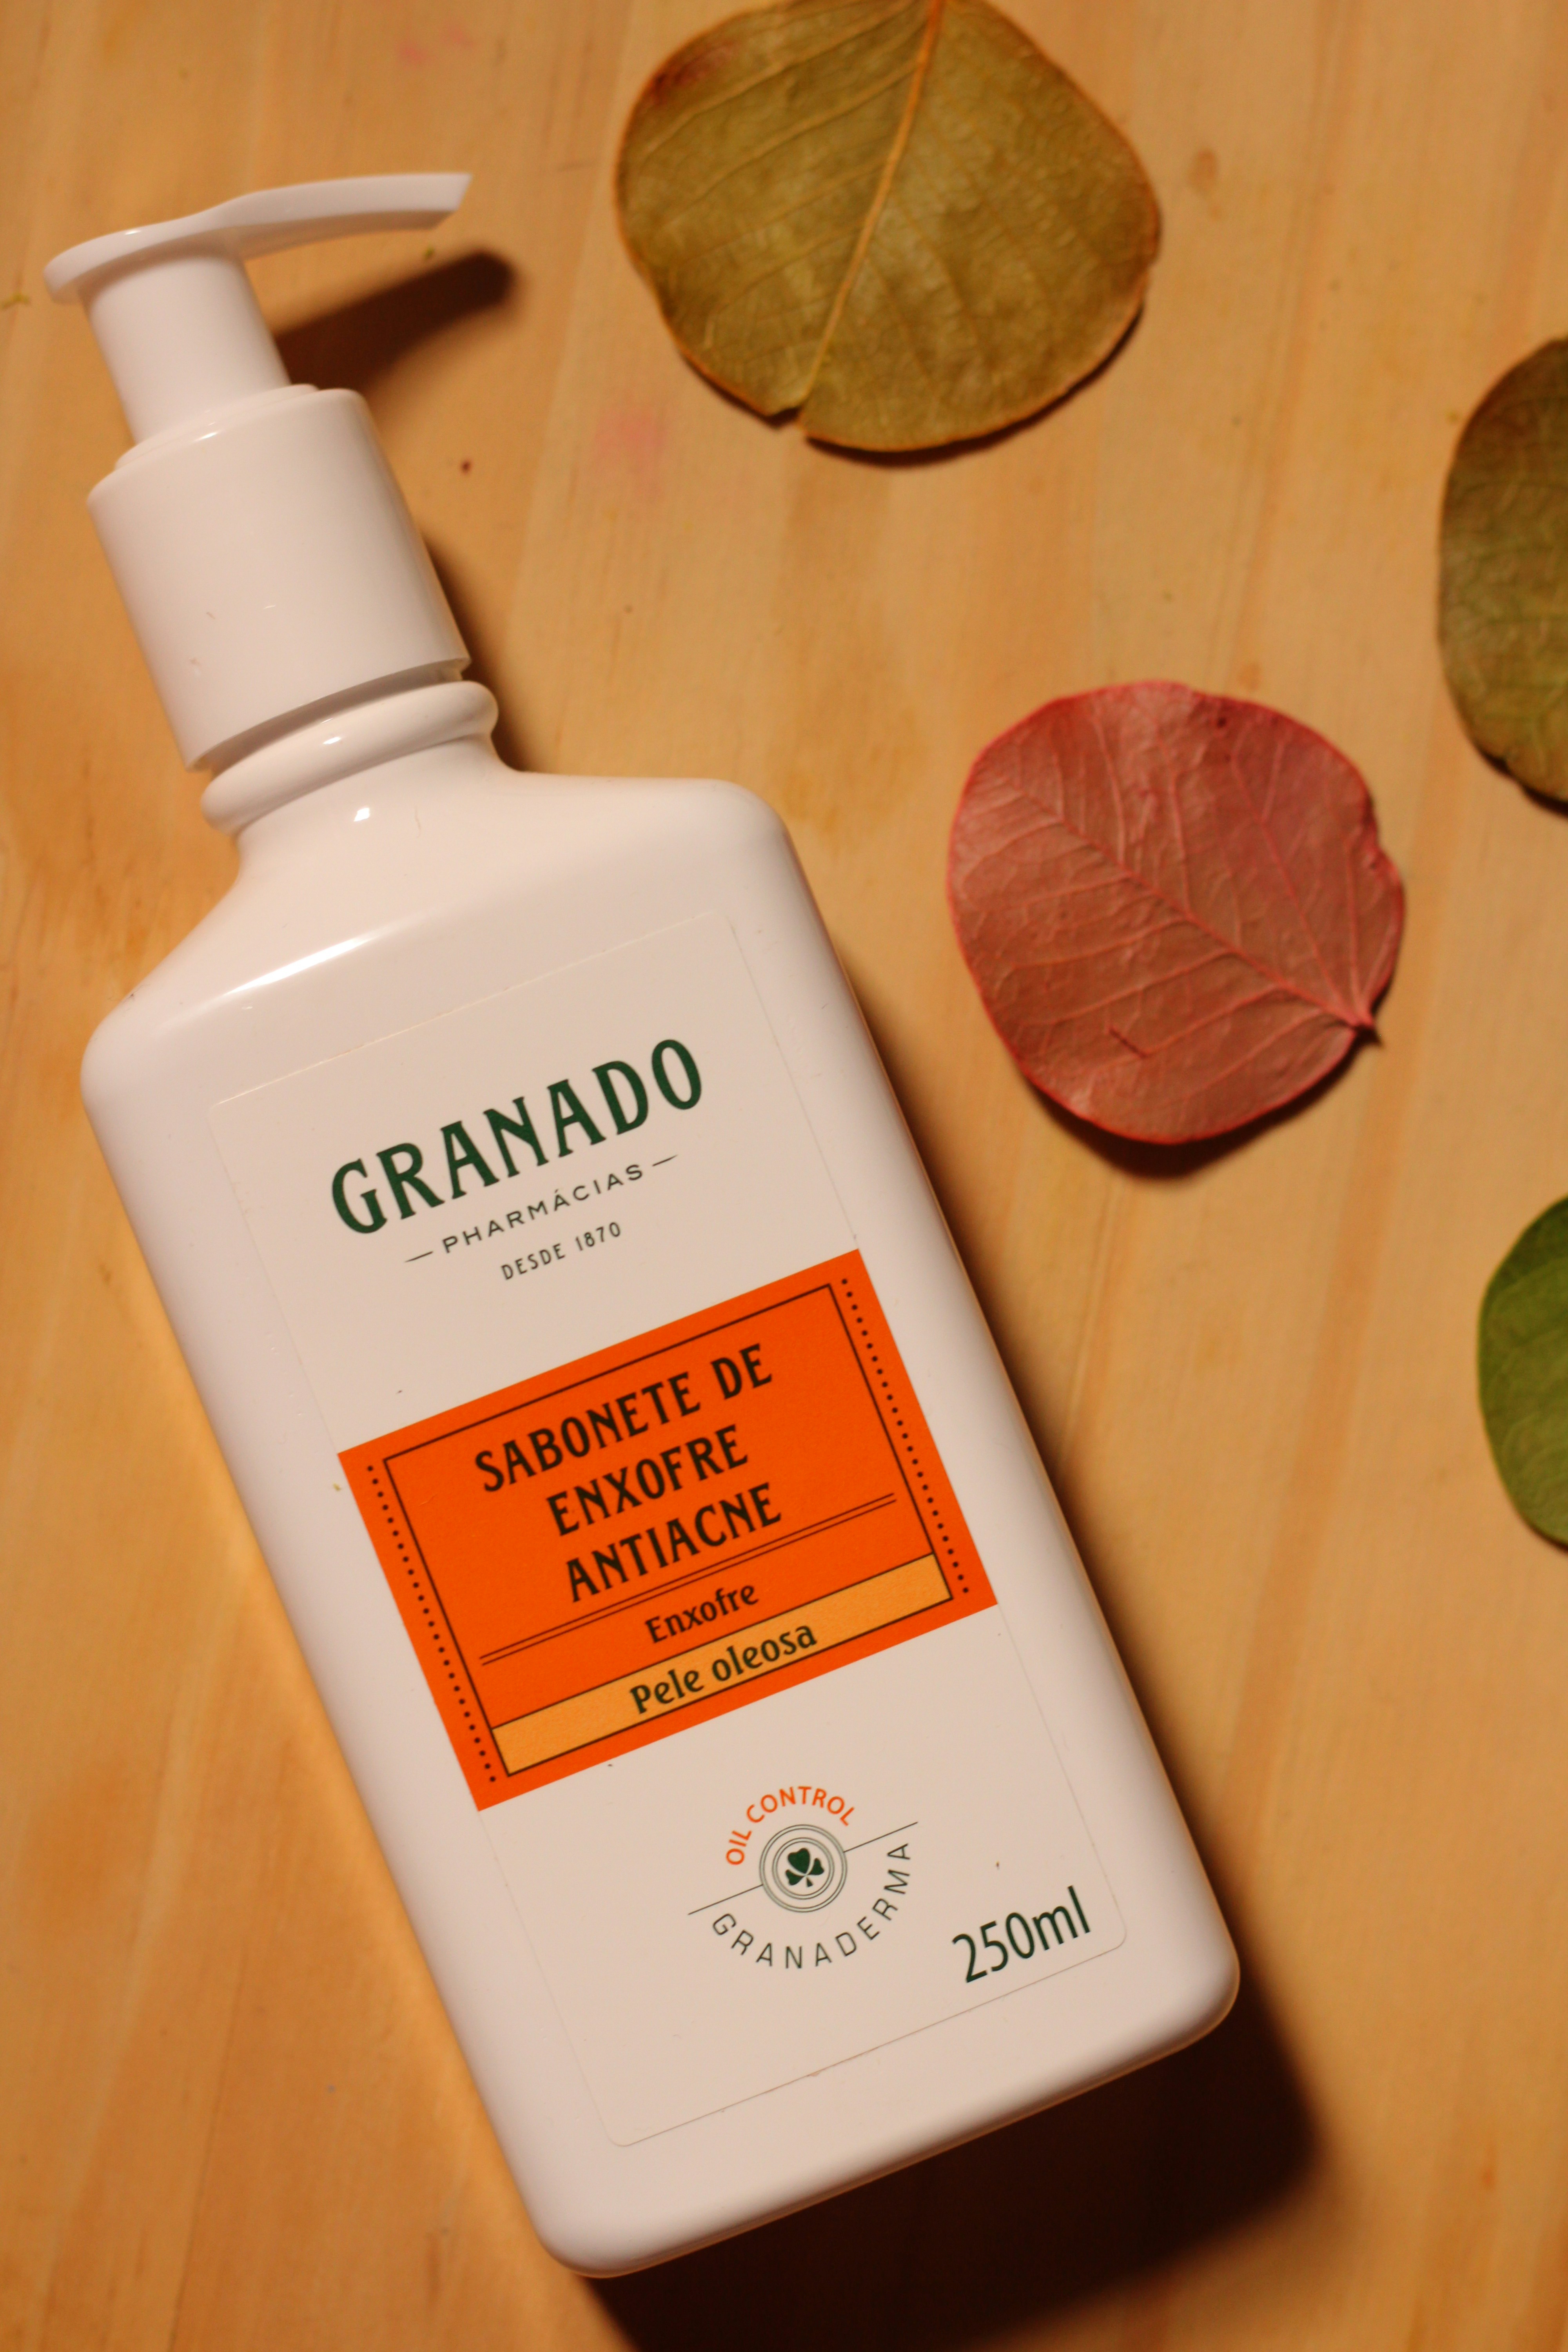 GRANADO
PHARMÁCIAS
DESDE 1870
SABONETE DE
ENXOFRE
ANTIACNE
Enxofre
Pele oleosa
OIL CONTROL
GRANADERMA
250ml